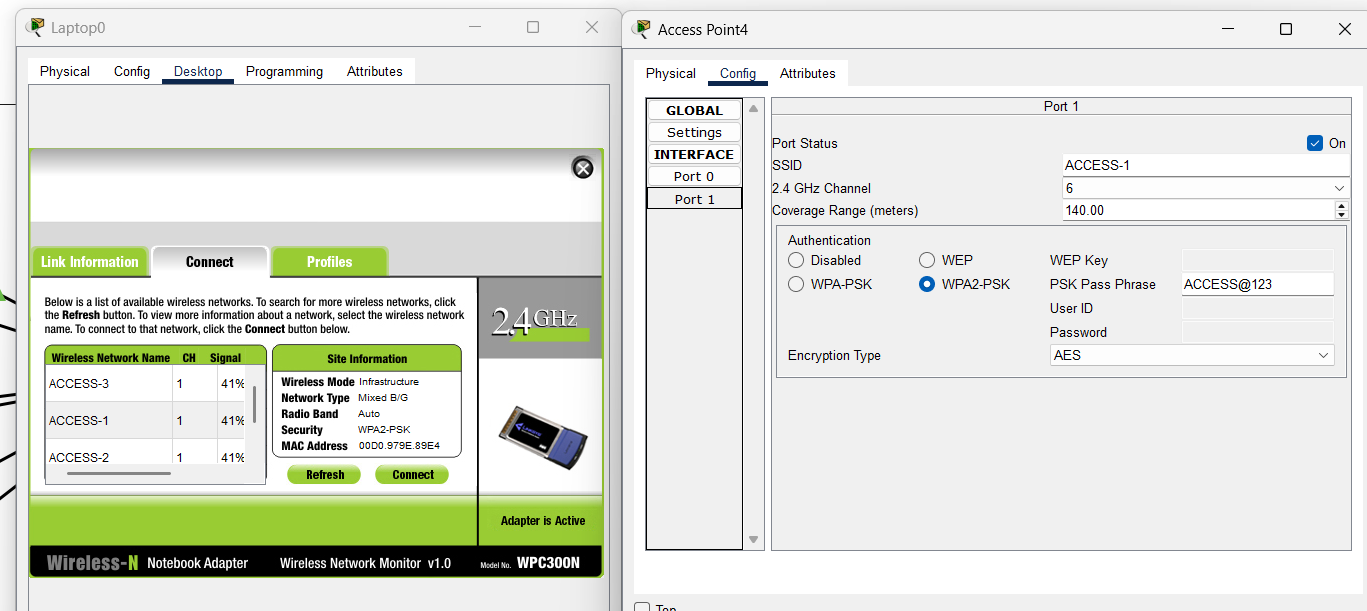 Laptop0
Physical Config Desktop Programming Attributes
Link Information Connect Profiles
Below is a list of available wireless networks. To search for more wireless networks, click
the Refresh button. To view more information about a network, select the wireless network
name. To connect to that network, click the Connect button below.
2.4GHz
Wireless Network Name CH Signal
ACCESS-3 1 41%
ACCESS-1 1 41%
ACCESS-2 1 41%
Site Information
Wireless Mode Infrastructure
Network Type Mixed B/G
Radio Band Auto
Security WPA2-PSK
MAC Address 00D0.979E.89E4
Refresh Connect
Adapter is Active
Wireless-N Notebook Adapter Wireless Network Monitor v1.0 Model No. WPC300N
Access Point4
Physical Config Attributes
GLOBAL
Settings
INTERFACE
Port 0
Port 1
Port 1
Port Status On
SSID ACCESS-1
2.4 GHz Channel 6
Coverage Range (meters) 140.00
Authentication
Disabled WEP WEP Key
WPA-PSK WPA2-PSK PSK Pass Phrase ACCESS@123
User ID
Password
Encryption Type AES
Top